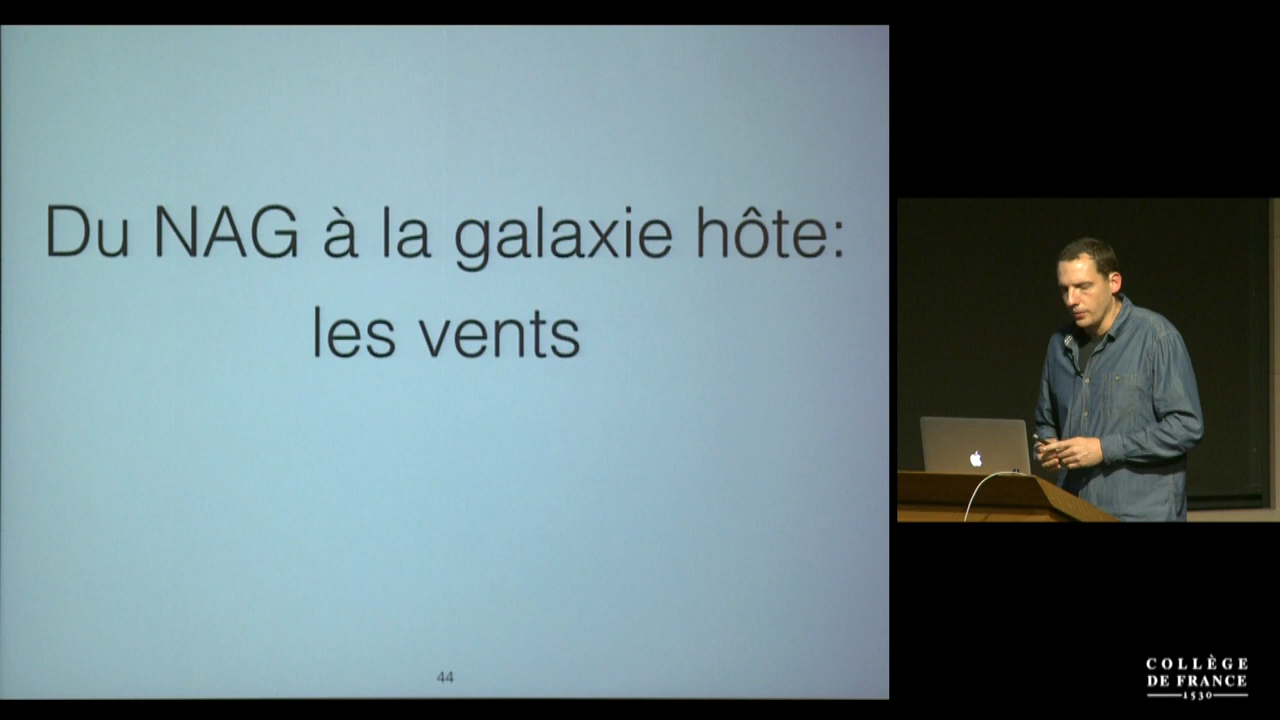 Du NAG à la galaxie hôte:
les vents
44
COLLÈGE
DE FRANCE
1530